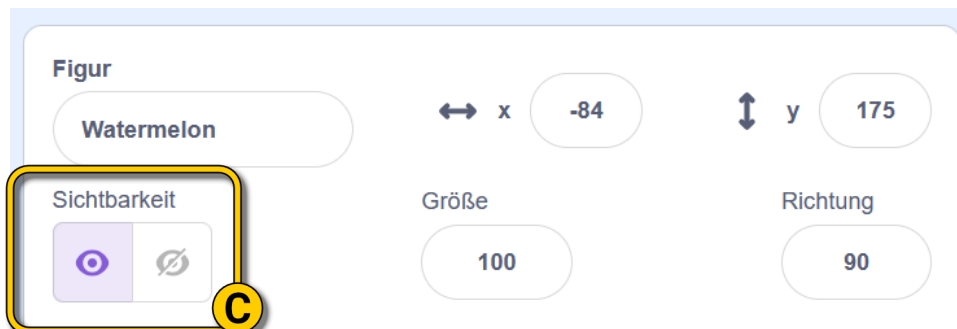 Figur
Watermelon
x -84
y 175
Sichtbarkeit
Größe
Richtung
100
90
C